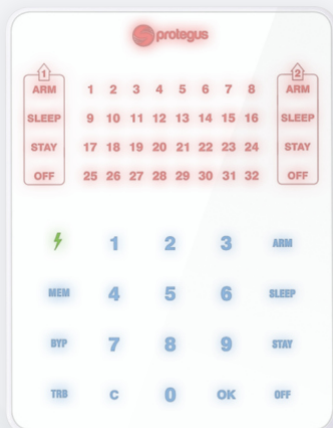 protegus
1 2
ARM 1 2 3 4 5 6 7 8 ARM
SLEEP 9 10 11 12 13 14 15 16 SLEEP
STAY 17 18 19 20 21 22 23 24 STAY
OFF 25 26 27 28 29 30 31 32 OFF
1 2 3 ARM
MEM 4 5 6 SLEEP
BYP 7 8 9 STAY
TRB C 0 OK OFF